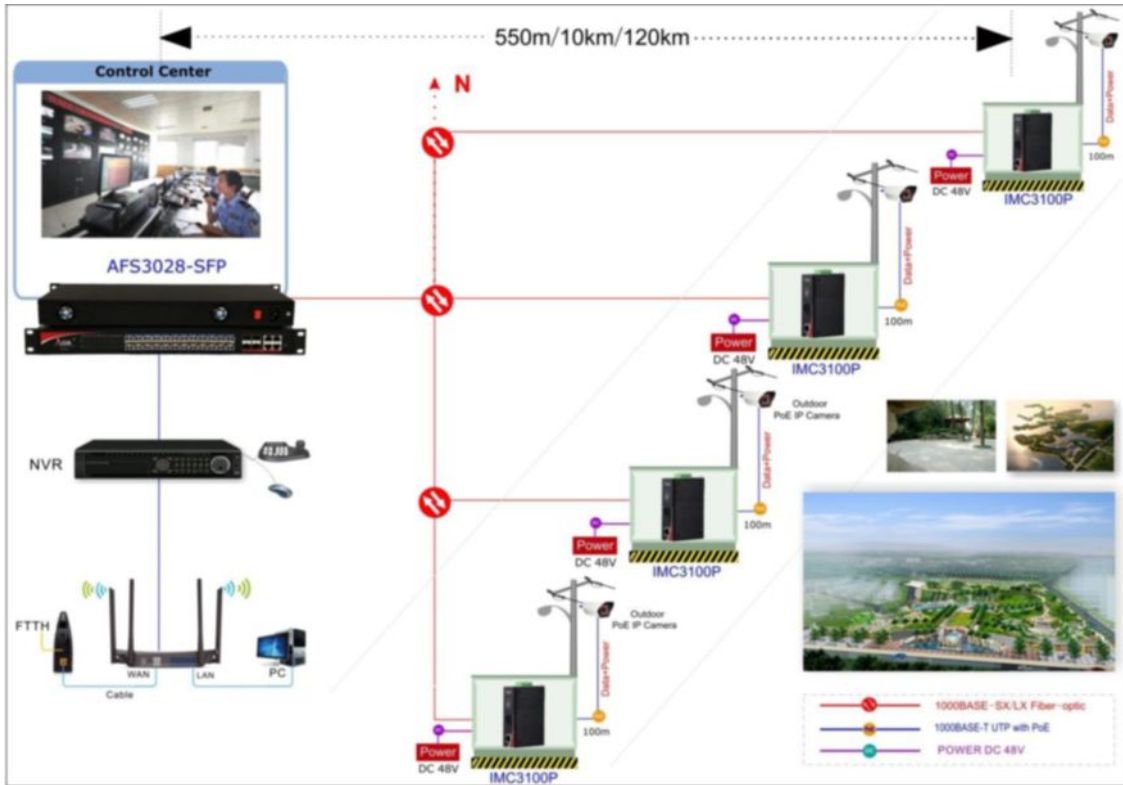 550m/10km/120km
Control Center
N
AFS3028-SFP
Data+Power
Power
DC 48V
100m
IMC3100P
Data+Power
100m
Power
DC 48V
IMC3100P
Outdoor
PoE IP Camera
Data+Power
100m
Power
DC 48V
IMC3100P
NVR
Outdoor
PoE IP Camera
Data+Power
100m
Power
DC 48V
IMC3100P
FTTH
WAN
LAN
PC
Cable
1000BASE-SX/LX Fiber-optic
1000BASE-T UTP with PoE
POWER DC 48V